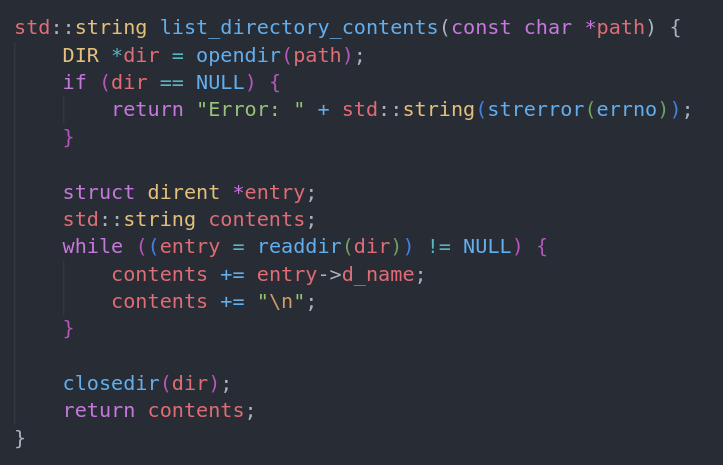 std::string list_directory_contents(const char *path) {
    DIR *dir = opendir(path);
    if (dir == NULL) {
        return "Error: " + std::string(strerror(errno));
    }

    struct dirent *entry;
    std::string contents;
    while ((entry = readdir(dir)) != NULL) {
        contents += entry->d_name;
        contents += "\n";
    }

    closedir(dir);
    return contents;
}